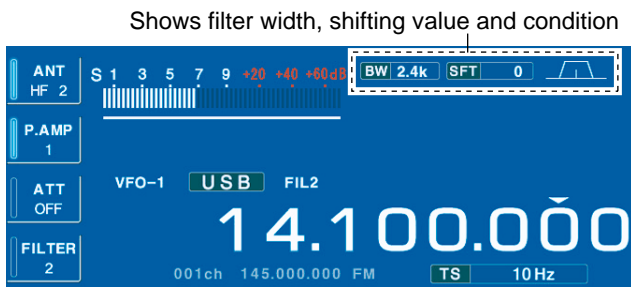 Shows filter width, shifting value and condition
ANT
HF 2
S 1 3 5 7 9 +20 +40 +60dB
BW 2.4k SFT 0
P.AMP
1
ATT
OFF
VFO-1 USB FIL2
14.100.000
FILTER
2
001ch 145.000.000 FM
TS 10Hz